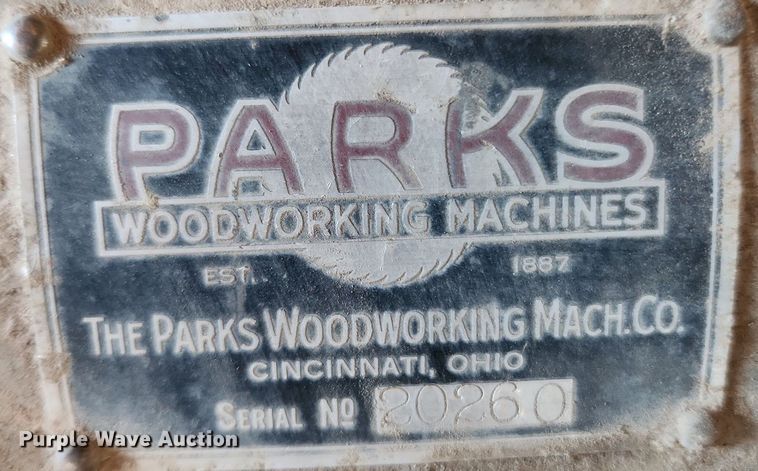 PARKS
WOODWORKING MACHINES
EST. 1887
THE PARKS WOODWORKING MACH. CO.
CINCINNATI, OHIO
SERIAL NO 20260
Purple Wave Auction